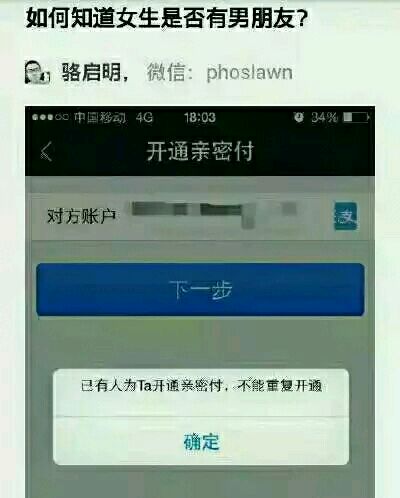 如何知道女生是否有男朋友？
骆启明，微信：phoslawn
中国移动 4G 18:03 34%
开通亲密付
对方账户
支
下一步
已有人为Ta开通亲密付，不能重复开通
确定